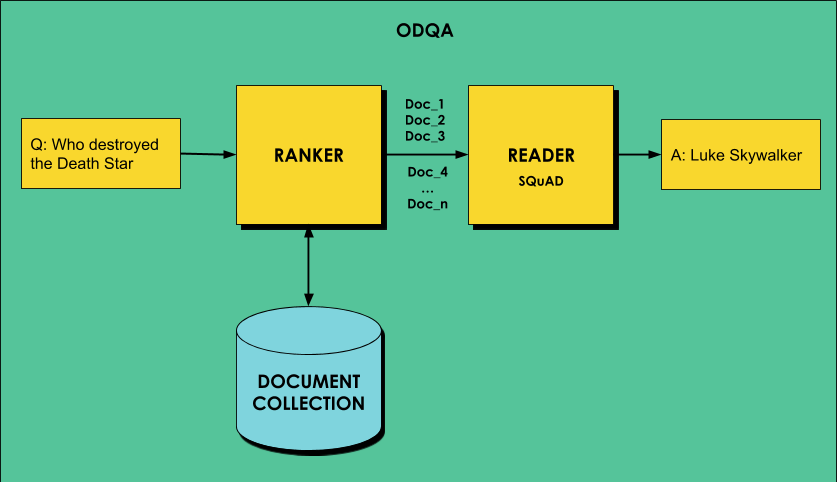 ODQA
Q: Who destroyed
the Death Star
RANKER
Doc_1
Doc_2
Doc_3
Doc_4
...
Doc_n
READER
SQuAD
A: Luke Skywalker
DOCUMENT
COLLECTION